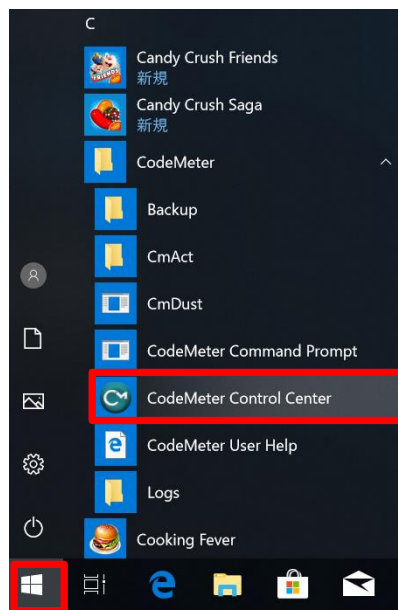 C
Candy Crush Friends
新規
Candy Crush Saga
新規
CodeMeter
Backup
CmAct
CmDust
CodeMeter Command Prompt
CodeMeter Control Center
CodeMeter User Help
Logs
Cooking Fever